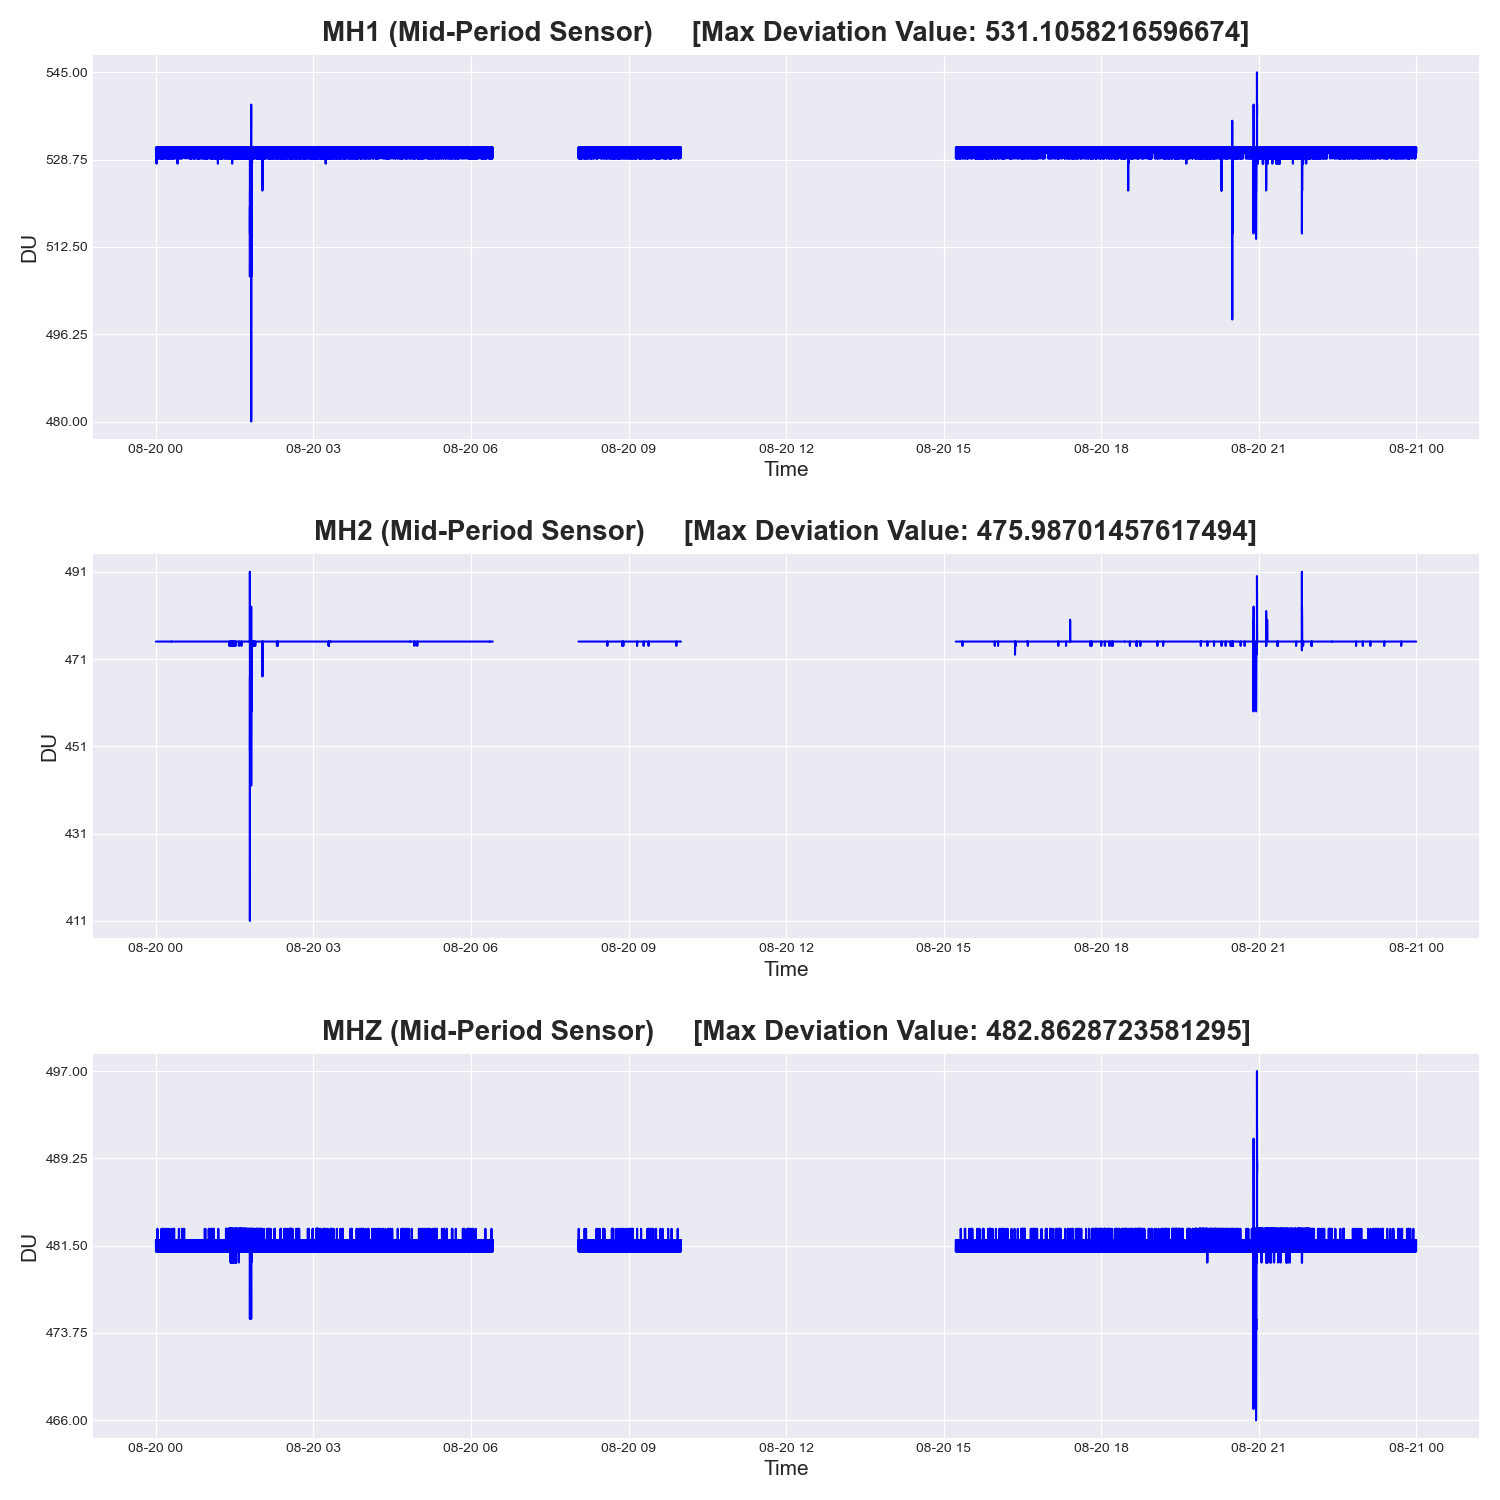 MH1 (Mid-Period Sensor) [Max Deviation Value: 531.1058216596674]
545.00
528.75
512.50
496.25
480.00
DU
08-20 00 08-20 03 08-20 06 08-20 09 08-20 12 08-20 15 08-20 18 08-20 21 08-21 00
Time
MH2 (Mid-Period Sensor) [Max Deviation Value: 475.98701457617494]
491
471
451
431
411
DU
08-20 00 08-20 03 08-20 06 08-20 09 08-20 12 08-20 15 08-20 18 08-20 21 08-21 00
Time
MHZ (Mid-Period Sensor) [Max Deviation Value: 482.8628723581295]
497.00
489.25
481.50
473.75
466.00
DU
08-20 00 08-20 03 08-20 06 08-20 09 08-20 12 08-20 15 08-20 18 08-20 21 08-21 00
Time